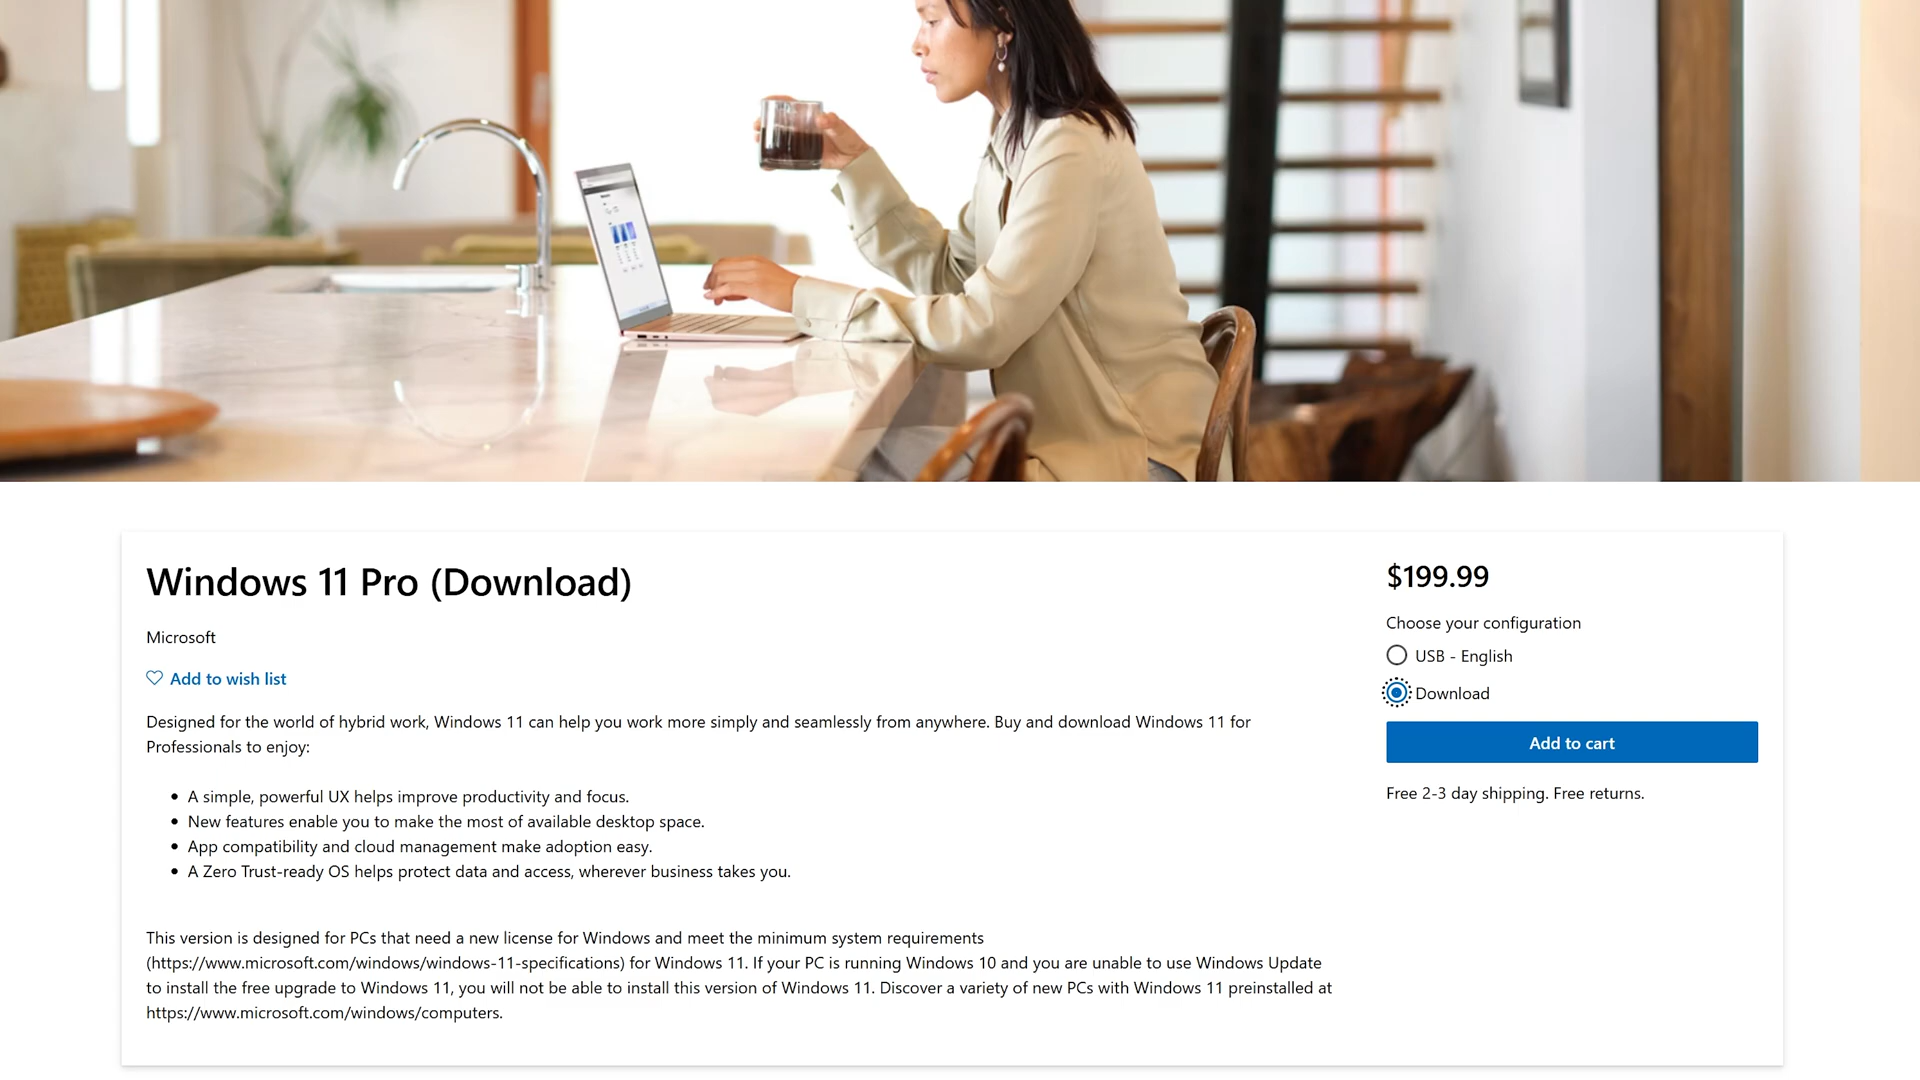 Windows 11 Pro (Download)
Microsoft
Add to wish list
Designed for the world of hybrid work, Windows 11 can help you work more simply and seamlessly from anywhere. Buy and download Windows 11 for
Professionals to enjoy:
• A simple, powerful UX helps improve productivity and focus.
• New features enable you to make the most of available desktop space.
• App compatibility and cloud management make adoption easy.
• A Zero Trust-ready OS helps protect data and access, wherever business takes you.
This version is designed for PCs that need a new license for Windows and meet the minimum system requirements
(https://www.microsoft.com/windows/windows-11-specifications) for Windows 11. If your PC is running Windows 10 and you are unable to use Windows Update
to install the free upgrade to Windows 11, you will not be able to install this version of Windows 11. Discover a variety of new PCs with Windows 11 preinstalled at
https://www.microsoft.com/windows/computers.
$199.99
Choose your configuration
USB - English
Download
Add to cart
Free 2-3 day shipping. Free returns.